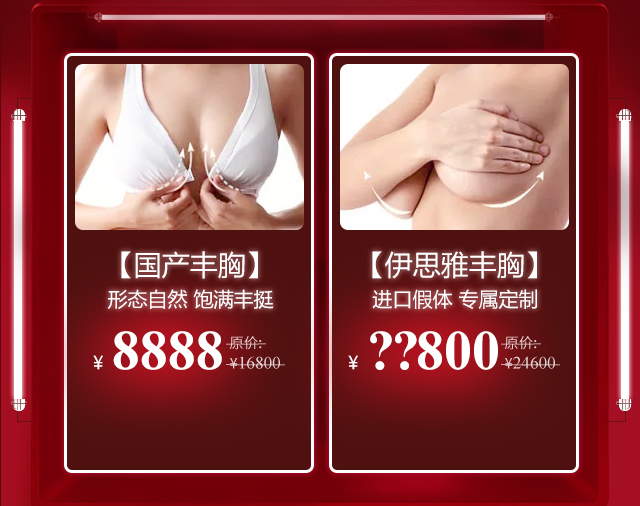 【国产丰胸】
形态自然 饱满丰挺
¥ 8888 原价:
¥16800
【伊思雅丰胸】
进口假体 专属定制
¥ ??800 原价:
¥24600